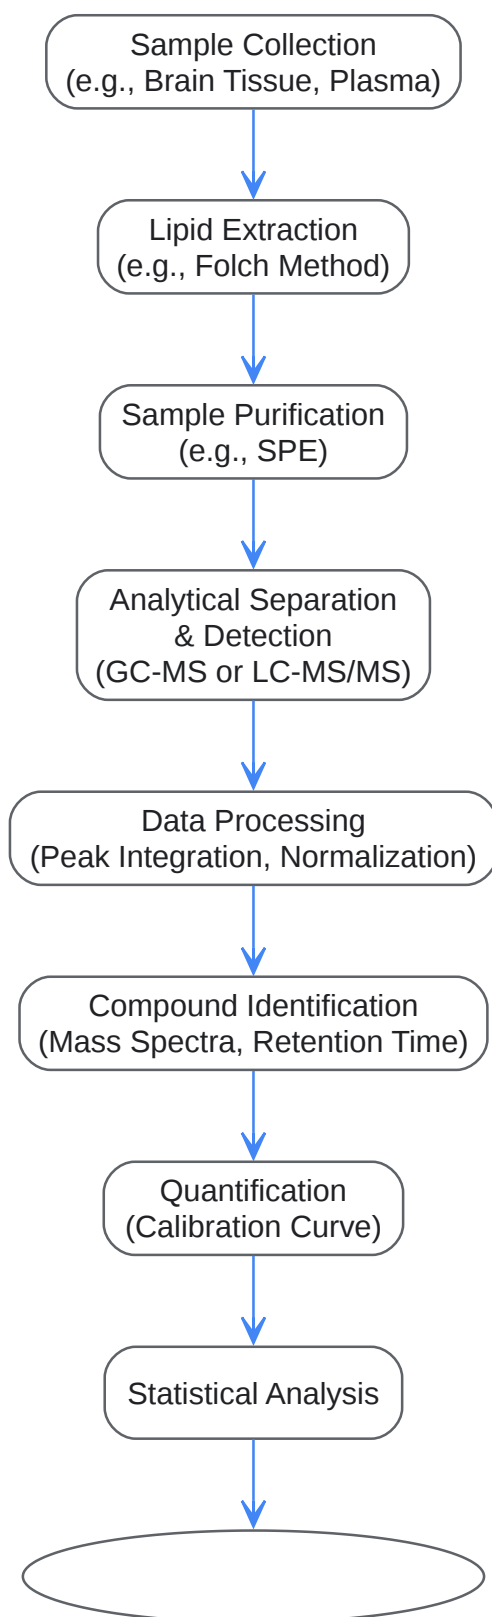 Sample Collection
(e.g., Brain Tissue, Plasma)
Lipid Extraction
(e.g., Folch Method)
Sample Purification
(e.g., SPE)
Analytical Separation
& Detection
(GC-MS or LC-MS/MS)
Data Processing
(Peak Integration, Normalization)
Compound Identification
(Mass Spectra, Retention Time)
Quantification
(Calibration Curve)
Statistical Analysis